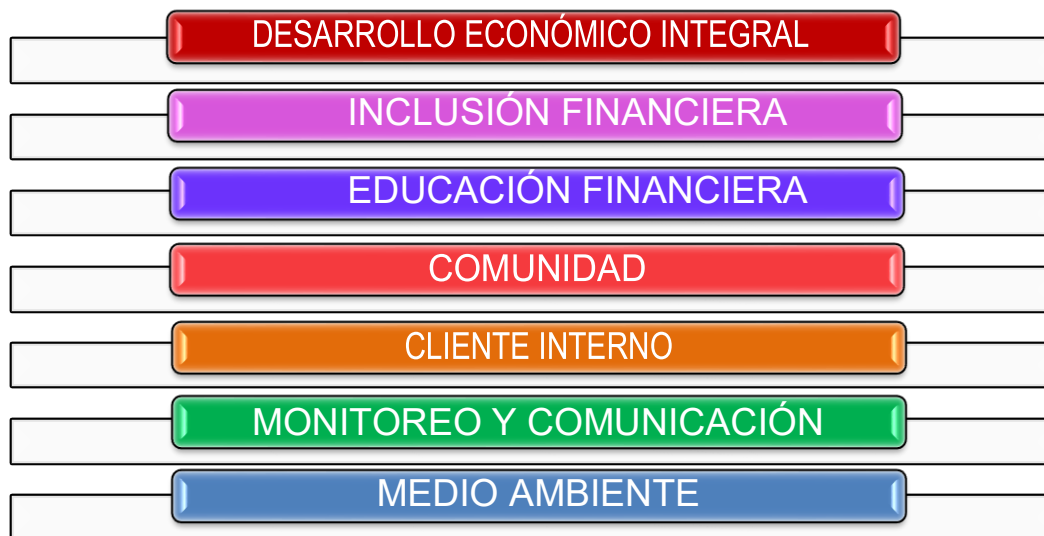 DESARROLLO ECONÓMICO INTEGRAL
INCLUSIÓN FINANCIERA
EDUCACIÓN FINANCIERA
COMUNIDAD
CLIENTE INTERNO
MONITOREO Y COMUNICACIÓN
MEDIO AMBIENTE